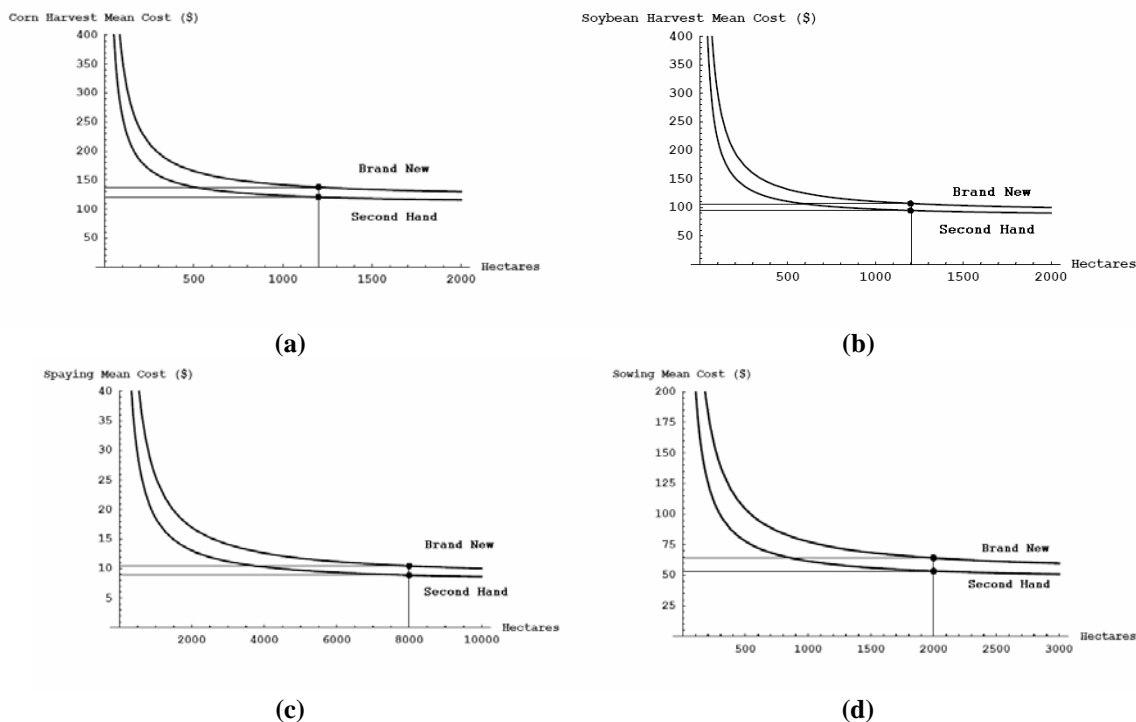 Corn Harvest Mean Cost ($)
400
350
300
250
200
150
100
50
Brand New
Second Hand
Hectares
500 1000 1500 2000
(a)
Soybean Harvest Mean Cost ($)
400
350
300
250
200
150
100
50
Brand New
Second Hand
Hectares
500 1000 1500 2000
(b)
Spaying Mean Cost ($)
40
35
30
25
20
15
10
5
Brand New
Second Hand
Hectares
2000 4000 6000 8000 10000
(c)
Sowing Mean Cost ($)
200
175
150
125
100
75
50
25
Brand New
Second Hand
Hectares
500 1000 1500 2000 2500 3000
(d)